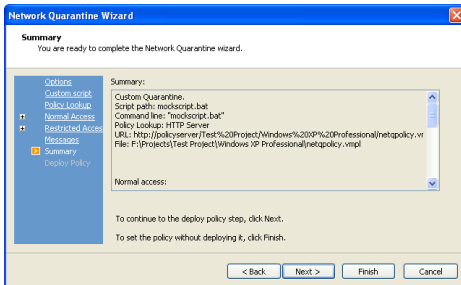 Network Quarantine Wizard
Summary
You are ready to complete the Network Quarantine wizard.
Options
Custom script
Policy Lookup
Normal Access
Restricted Acces
Messages
Summary
Deploy Policy
Summary:
Custom Quarantine.
Script path: mockscript.bat
Command line: "mockscript.bat"
Policy Lookup: HTTP Server
URL: http://policyserver/Test%20Project/Windows%20XP%20Professional/netqpolicy.vr
File: F:\Projects\Test Project\Windows XP Professional\netqpolicy.vmpl
Normal access:
To continue to the deploy policy step, click Next.
To set the policy without deploying it, click Finish.
< Back
Next >
Finish
Cancel